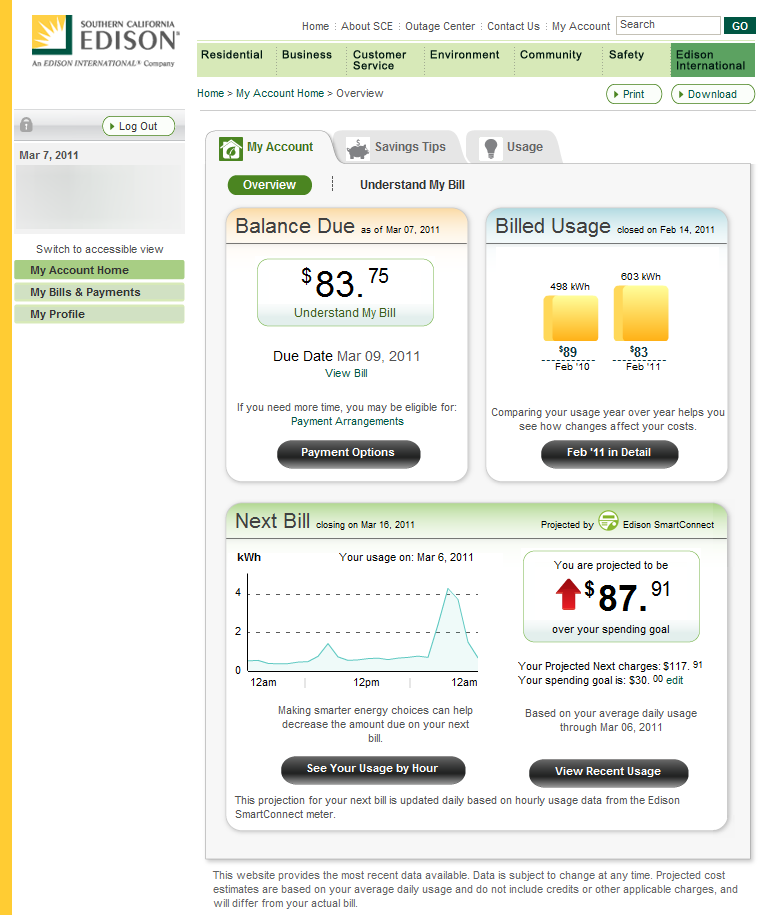 SOUTHERN CALIFORNIA
EDISON®
An EDISON INTERNATIONAL® Company
Home About SCE Outage Center Contact Us My Account Search GO
Residential Business Customer Service Environment Community Safety Edison International
Home > My Account Home > Overview
Print Download
Log Out
Mar 7, 2011
Switch to accessible view
My Account Home
My Bills & Payments
My Profile
My Account Savings Tips Usage
Overview Understand My Bill
Balance Due as of Mar 07, 2011
$83.75
Understand My Bill
Due Date Mar 09, 2011
View Bill
If you need more time, you may be eligible for:
Payment Arrangements
Payment Options
Billed Usage closed on Feb 14, 2011
498 kWh 603 kWh
$89 $83
Feb '10 Feb '11
Comparing your usage year over year helps you
see how changes affect your costs.
Feb '11 in Detail
Next Bill closing on Mar 16, 2011
Projected by Edison SmartConnect
kWh Your usage on: Mar 6, 2011
4
2
0
12am 12pm 12am
Making smarter energy choices can help
decrease the amount due on your next
bill.
See Your Usage by Hour
You are projected to be
$87.91
over your spending goal
Your Projected Next charges: $117.91
Your spending goal is: $30.00 edit
Based on your average daily usage
through Mar 06, 2011
View Recent Usage
This projection for your next bill is updated daily based on hourly usage data from the Edison
SmartConnect meter.
This website provides the most recent data available. Data is subject to change at any time. Projected cost
estimates are based on your average daily usage and do not include credits or other applicable charges, and
will differ from your actual bill.